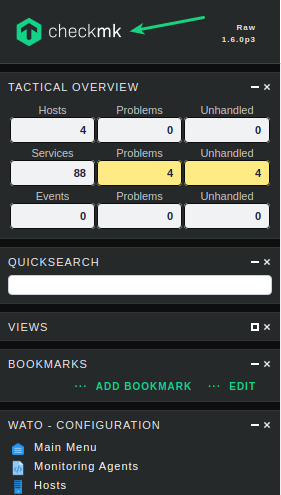 checkmk
Raw
1.6.0p3
TACTICAL OVERVIEW
Hosts Problems Unhandled
4 0 0
Services Problems Unhandled
88 4 4
Events Problems Unhandled
0 0 0
QUICKSEARCH
VIEWS
BOOKMARKS
··· ADD BOOKMARK ··· EDIT
WATO - CONFIGURATION
Main Menu
Monitoring Agents
Hosts